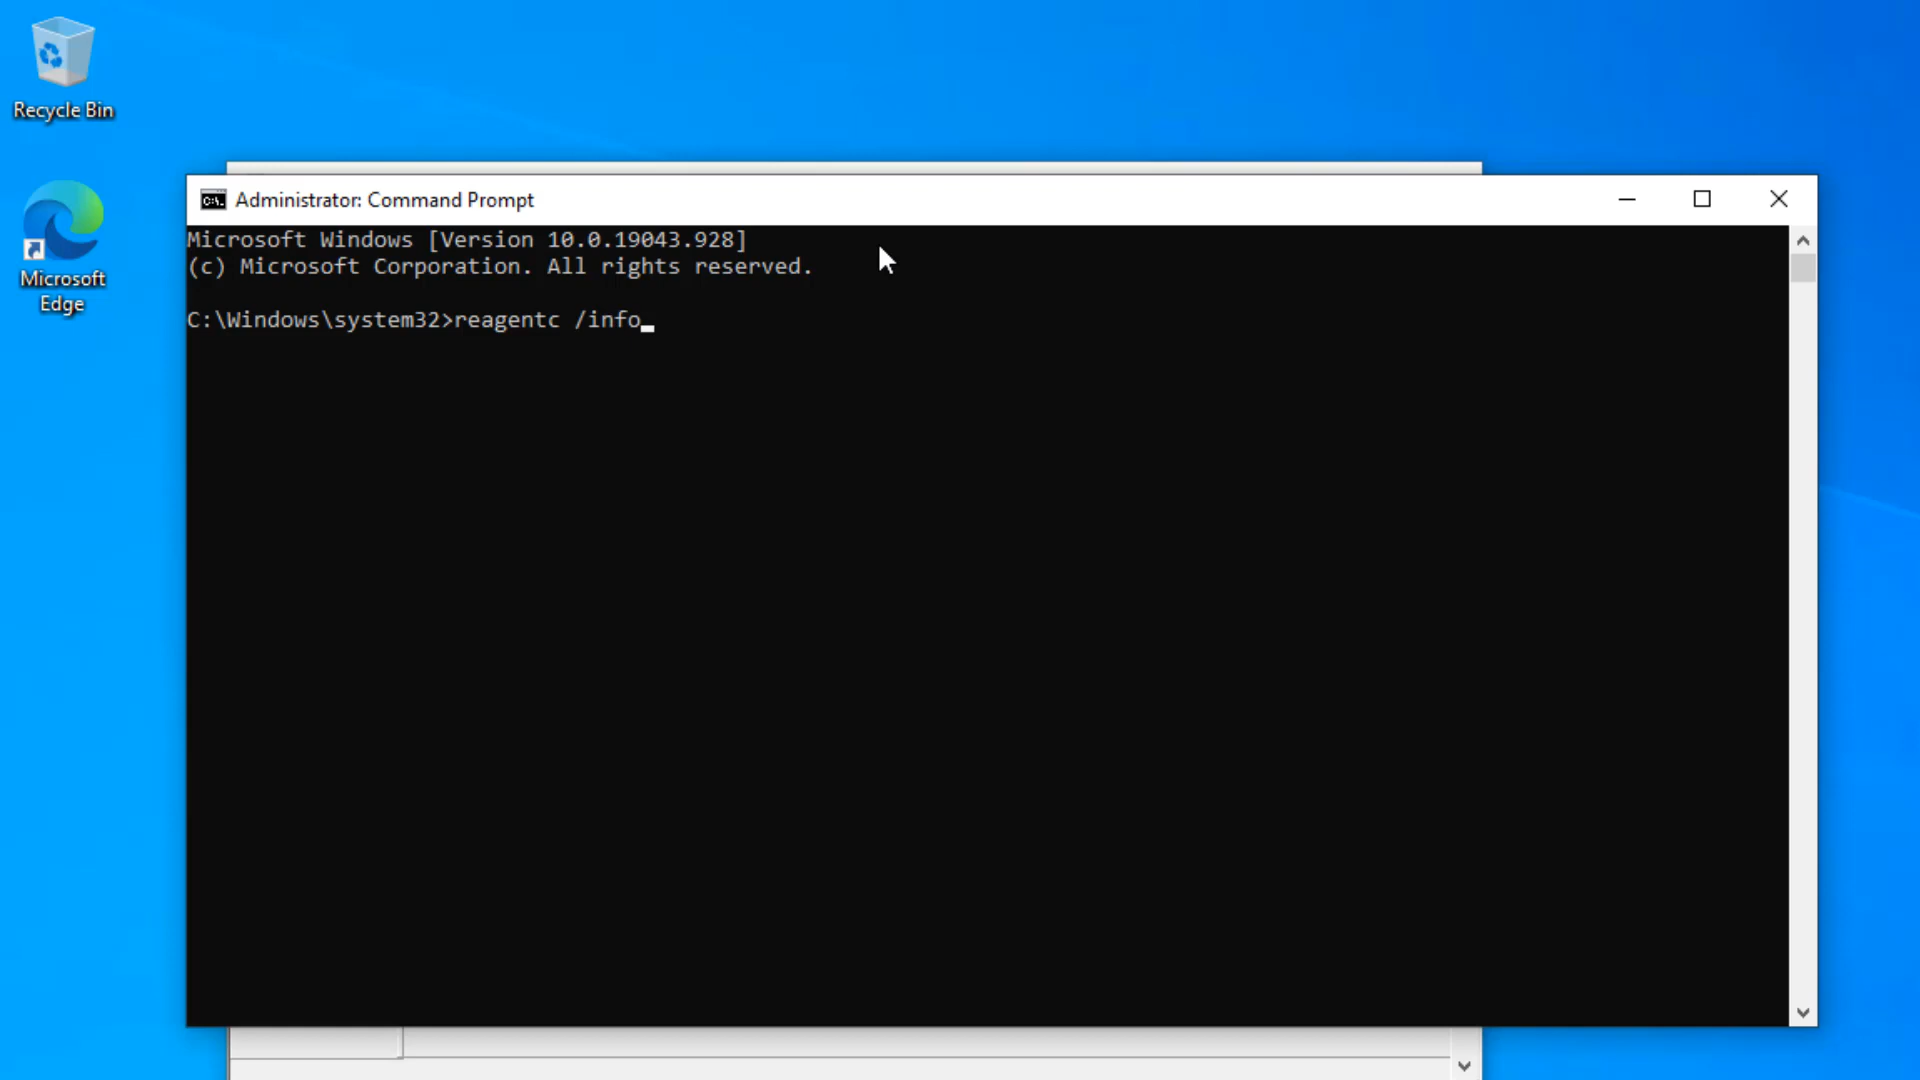 Recycle Bin
Microsoft
Edge
Administrator: Command Prompt
Microsoft Windows [Version 10.0.19043.928]
(c) Microsoft Corporation. All rights reserved.
C:\Windows\system32>reagentc /info